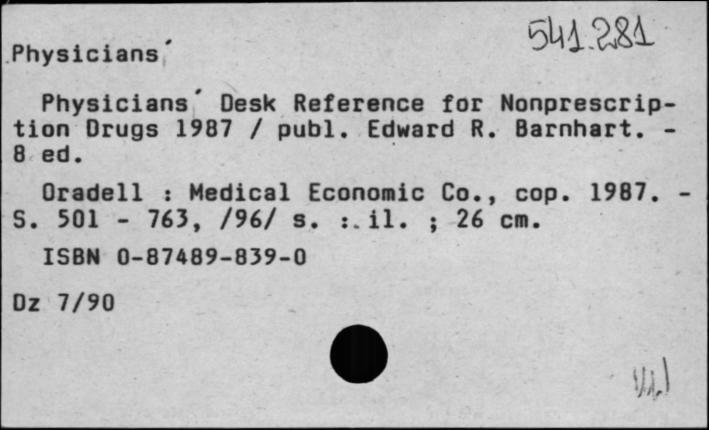 541.281
Physicians´
Physicians´ Desk Reference for Nonprescrip-
tion Drugs 1987 / publ. Edward R. Barnhart. -
8 ed.
Oradell : Medical Economic Co., cop. 1987. -
S. 501 - 763, /96/ s. : il. ; 26 cm.
ISBN 0-87489-839-0
Dz 7/90